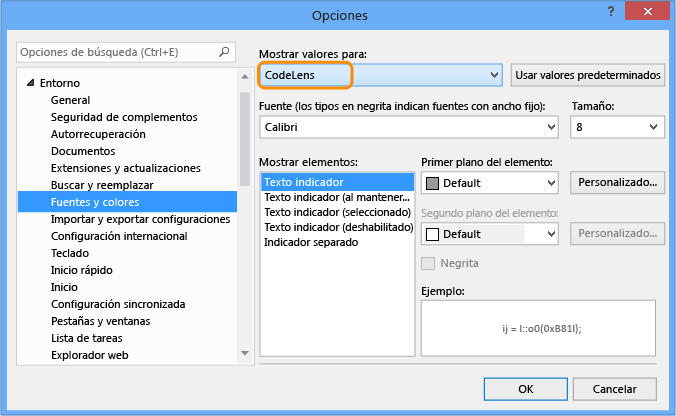 Opciones
?
Opciones de búsqueda (Ctrl+E)
Entorno
General
Seguridad de complementos
Autorrecuperación
Documentos
Extensiones y actualizaciones
Buscar y reemplazar
Fuentes y colores
Importar y exportar configuraciones
Configuración internacional
Teclado
Inicio rápido
Inicio
Configuración sincronizada
Pestañas y ventanas
Lista de tareas
Explorador web
Mostrar valores para:
CodeLens
Usar valores predeterminados
Fuente (los tipos en negrita indican fuentes con ancho fijo):
Tamaño:
Calibri
8
Mostrar elementos:
Texto indicador
Texto indicador (al mantener...
Texto indicador (seleccionado)
Texto indicador (deshabilitado)
Indicador separado
Primer plano del elemento:
Default
Personalizado...
Segundo plano del elemento:
Default
Personalizado...
Negrita
Ejemplo:
ij = I::o0(0xB81l);
OK
Cancelar